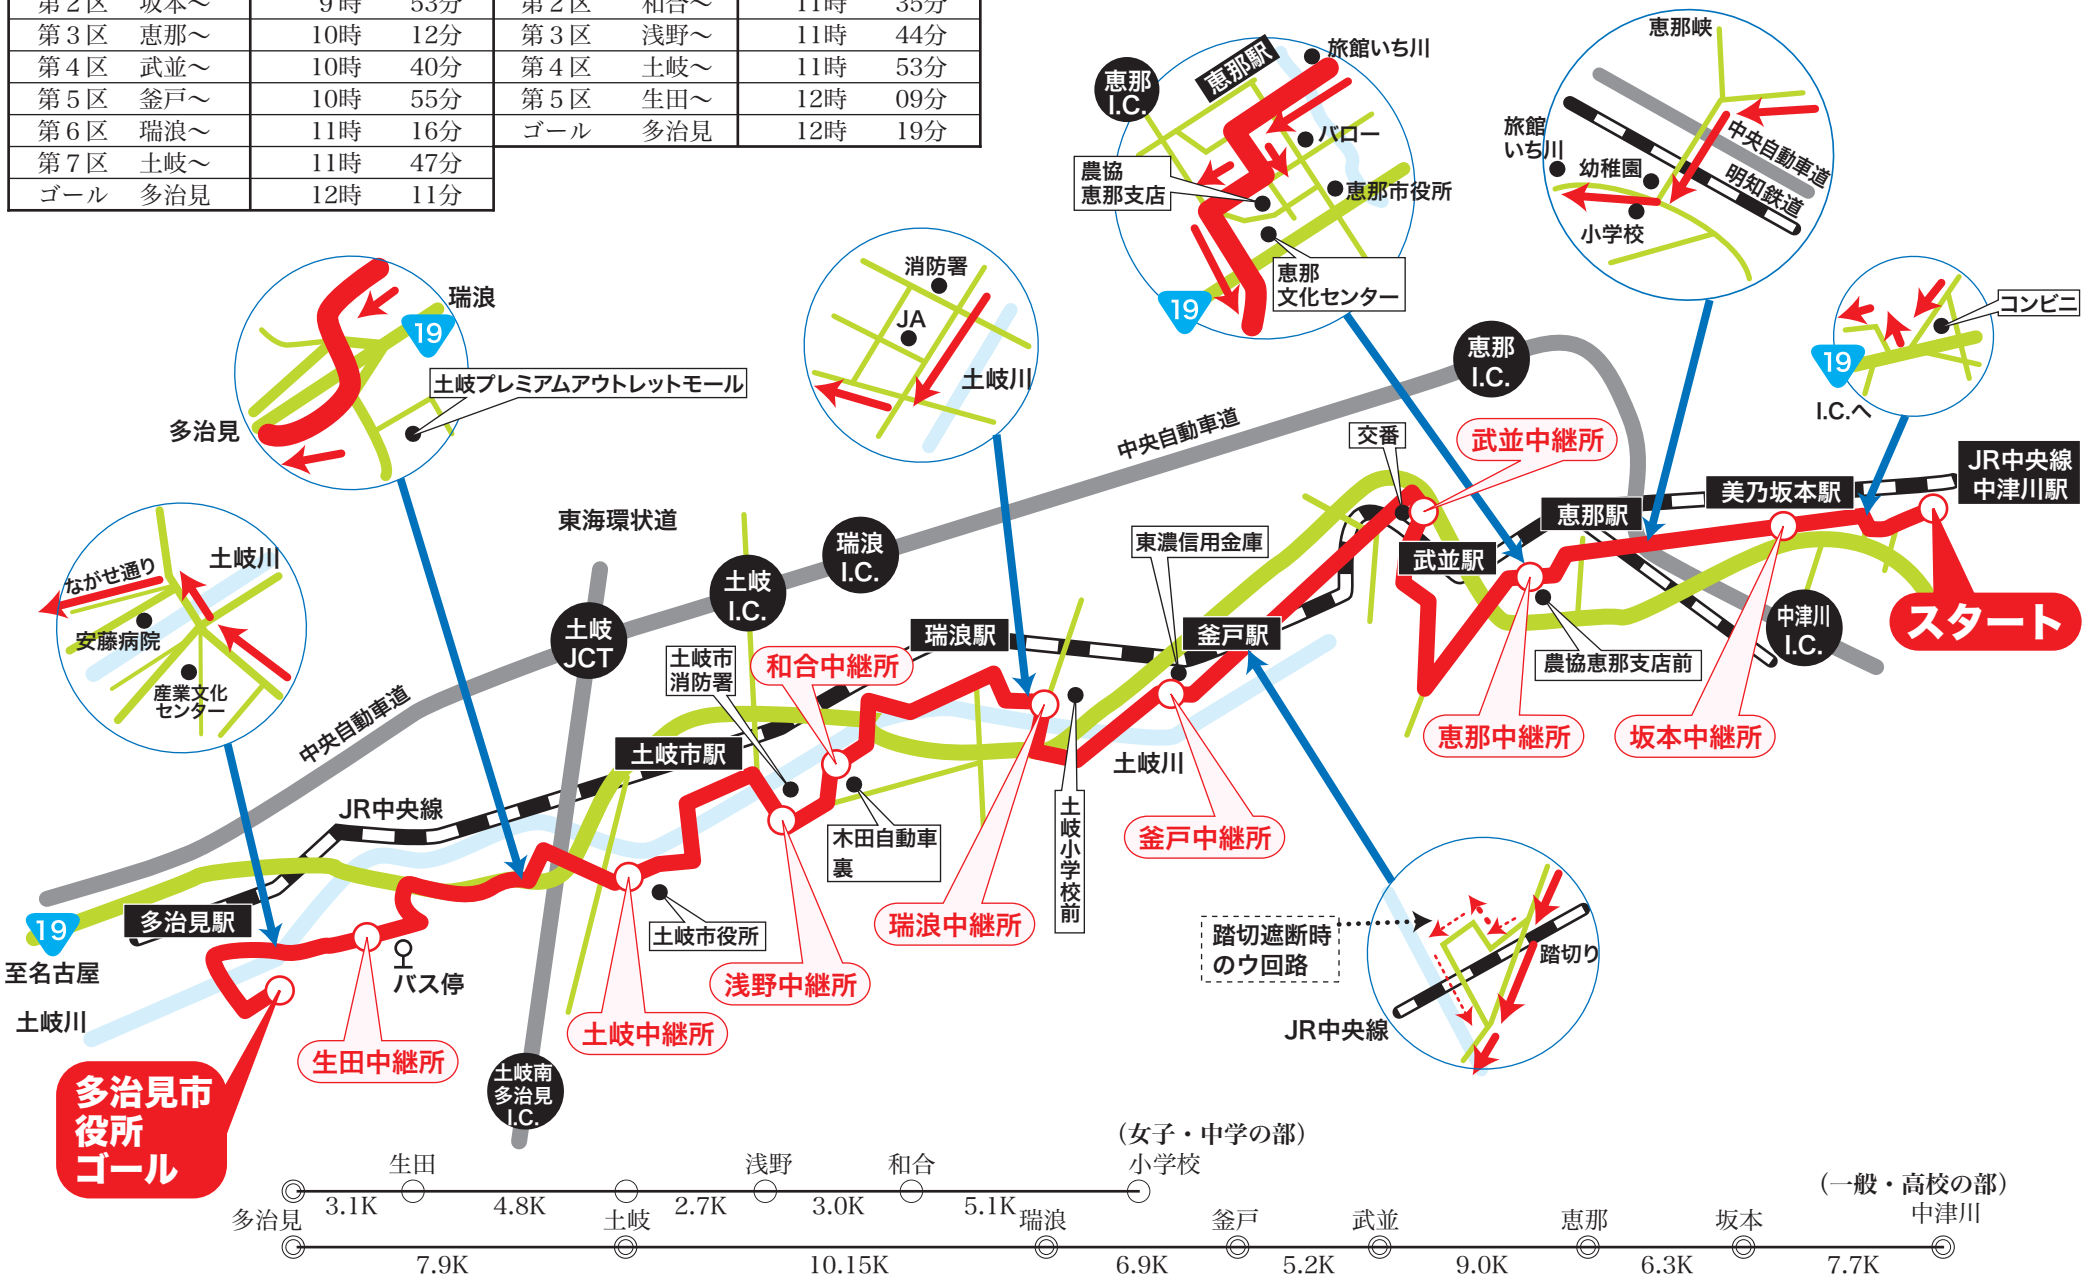 第２区　坂本～　9時　53分　第２区　和合～　11時　35分
第３区　恵那～　10時　12分　第３区　浅野～　11時　44分
第４区　武並～　10時　40分　第４区　土岐～　11時　53分
第５区　釜戸～　10時　55分　第５区　生田～　12時　09分
第６区　瑞浪～　11時　16分　ゴール　多治見　12時　19分
第７区　土岐～　11時　47分
ゴール　多治見　12時　11分
恵那
I.C.
恵那駅
旅館いち川
バロー
農協
恵那支店
恵那市役所
恵那
文化センター
19
恵那峡
旅館
いち川
幼稚園
小学校
中央自動車道
明知鉄道
コンビニ
19
I.C.へ
瑞浪
19
土岐プレミアムアウトレットモール
多治見
消防署
JA
土岐川
ながせ通り
土岐川
安藤病院
産業文化
センター
東海環状道
中央自動車道
恵那
I.C.
交番
武並中継所
美乃坂本駅
JR中央線
中津川駅
恵那駅
武並駅
瑞浪
I.C.
土岐
I.C.
東濃信用金庫
土岐
JCT
瑞浪駅
釜戸駅
中津川
I.C.
スタート
農協恵那支店前
土岐市
消防署
和合中継所
恵那中継所
坂本中継所
中央自動車道
土岐市駅
土岐川
JR中央線
木田自動車
裏
土岐小学校前
釜戸中継所
瑞浪中継所
19
多治見駅
至名古屋
土岐市役所
バス停
浅野中継所
土岐川
土岐中継所
生田中継所
踏切遮断時
のウ回路
踏切り
JR中央線
土岐南
多治見
I.C.
多治見市
役所
ゴール
（女子・中学の部）
生田　浅野　和合　小学校
3.1K　4.8K　2.7K　3.0K　5.1K
（一般・高校の部）
多治見　土岐　瑞浪　釜戸　武並　恵那　坂本　中津川
7.9K　10.15K　6.9K　5.2K　9.0K　6.3K　7.7K